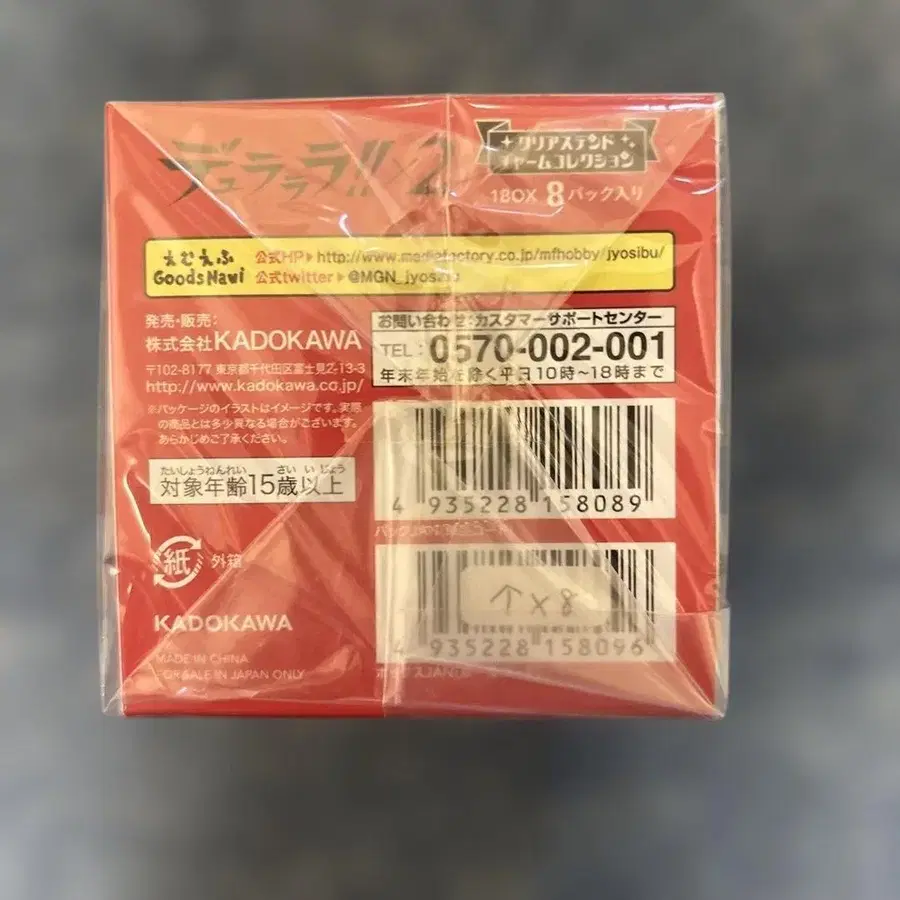 デュラララ!!×2
クリアスタンド
チャームコレクション
1BOX 8パック入り
えむえふ
GoodsNavi
公式HP▶http://www.mediafactory.co.jp/mfhobby/jyosibu/
公式twitter▶@MGN_jyosibu
発売・販売：
株式会社KADOKAWA
〒102-8177 東京都千代田区富士見2-13-3
http://www.kadokawa.co.jp/
※パッケージのイラストはイメージです。実際
の商品とは多少異なる場合がございます。
あらかじめご了承ください。
お問い合わせ：カスタマーサポートセンター
TEL：0570-002-001
年末年始を除く平日10時〜18時まで
たいしょうねんれい さい いじょう
対象年齢15歳以上
4 935228 158089
紙 外箱
↑×8
4 935228 158096
KADOKAWA
MADE IN CHINA
FOR SALE IN JAPAN ONLY